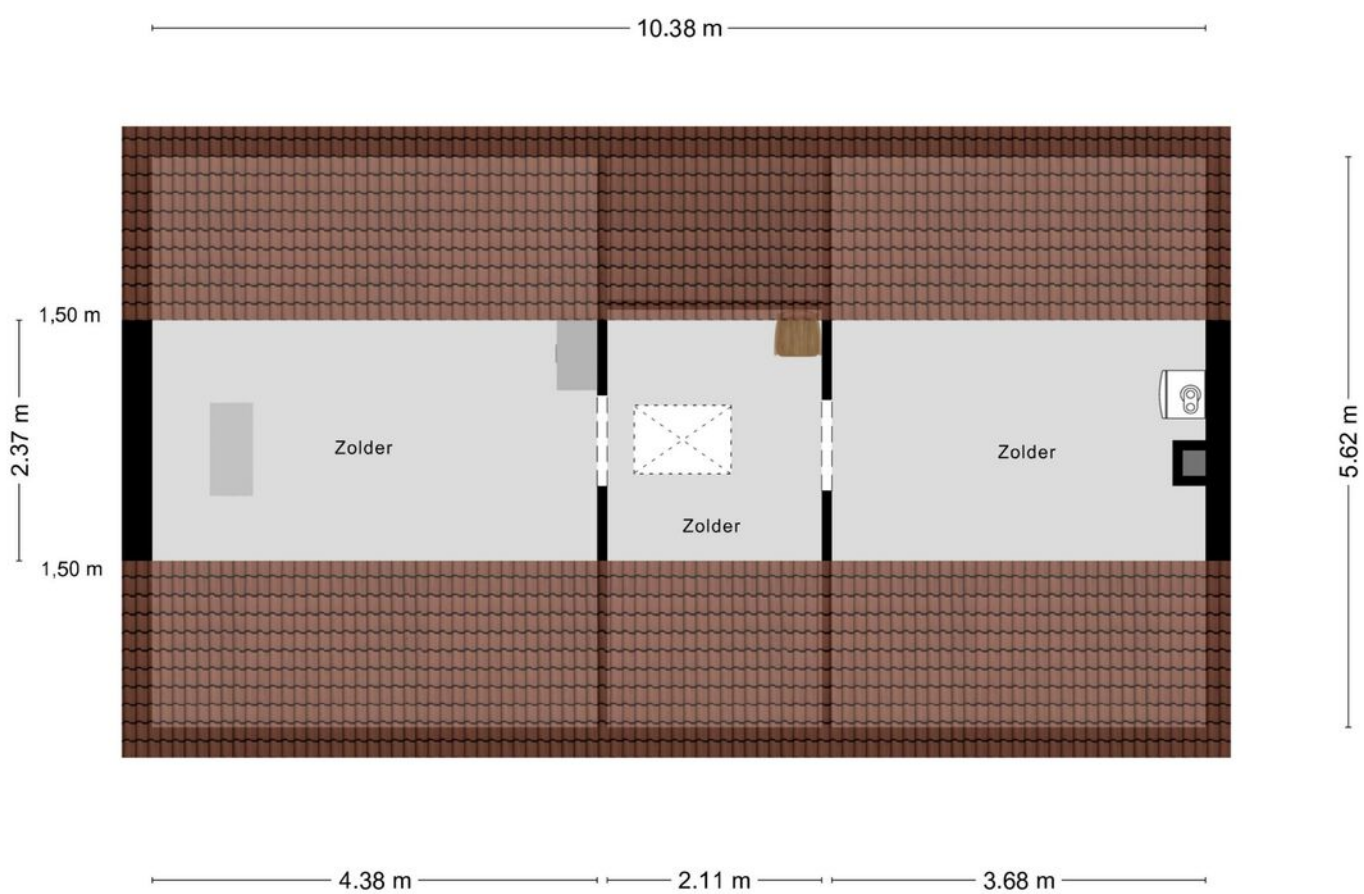 10.38 m
1,50 m
2.37 m
5.62 m
Zolder
Zolder
Zolder
1,50 m
4.38 m
2.11 m
3.68 m